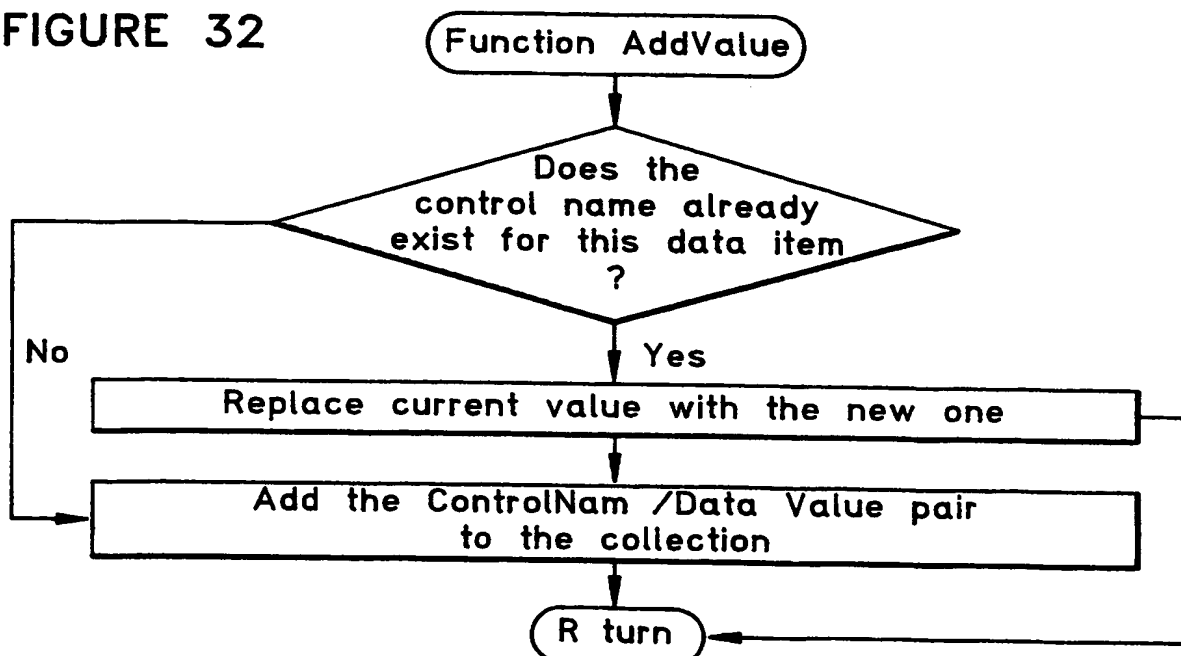 FIGURE 32
Function AddValue
Does the
control name already
exist for this data item
?
No
Yes
Replace current value with the new one
Add the ControlNam /Data Value pair
to the collection
R turn